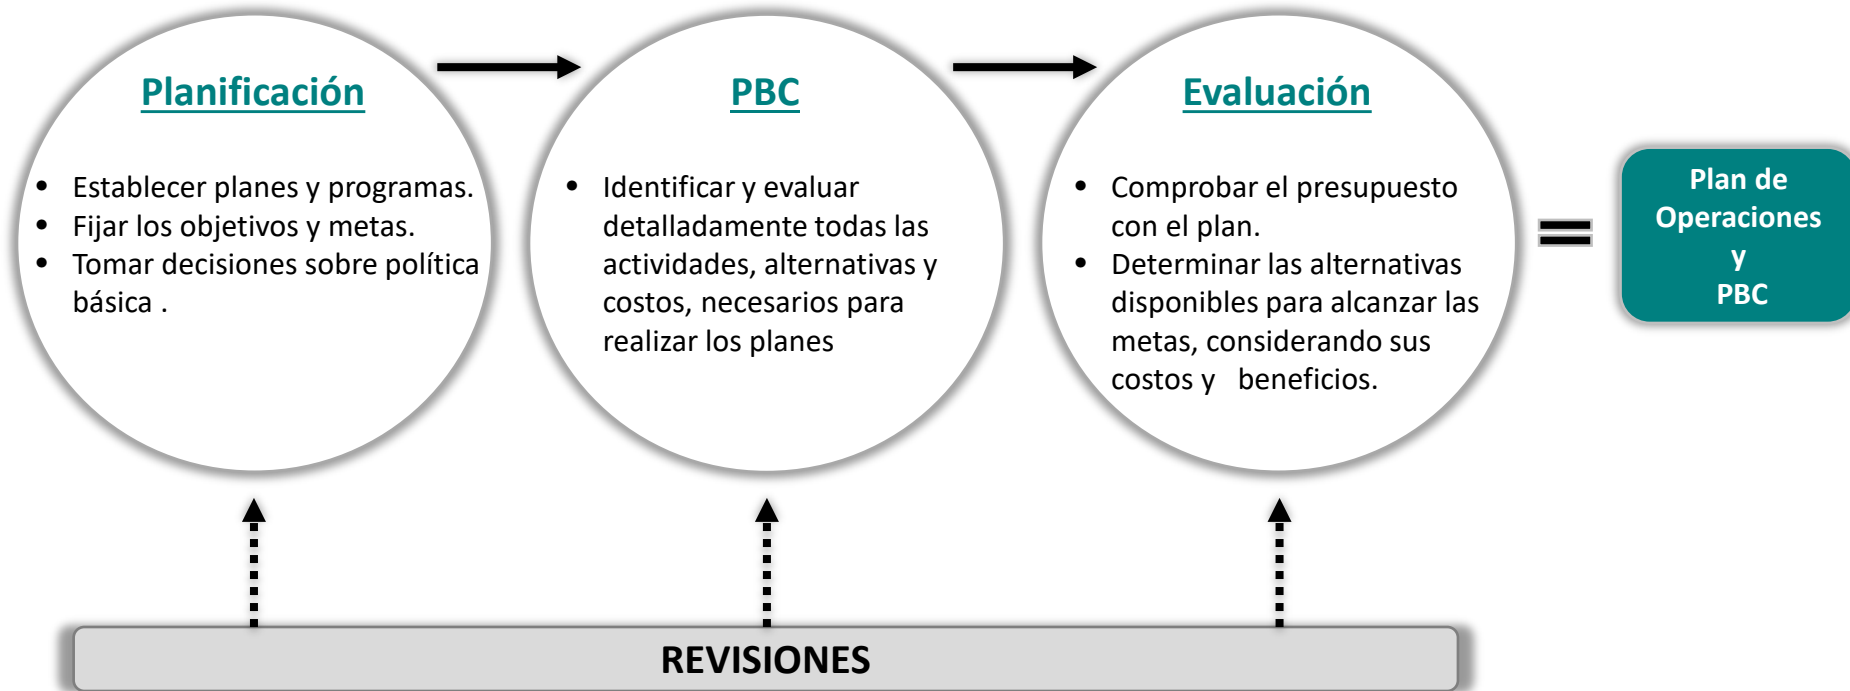 Planificación
• Establecer planes y programas.
• Fijar los objetivos y metas.
• Tomar decisiones sobre política
básica .
PBC
• Identificar y evaluar
detalladamente todas las
actividades, alternativas y
costos, necesarios para
realizar los planes
Evaluación
• Comprobar el presupuesto
con el plan.
• Determinar las alternativas
disponibles para alcanzar las
metas, considerando sus
costos y   beneficios.
=
Plan de
Operaciones
y
PBC
REVISIONES